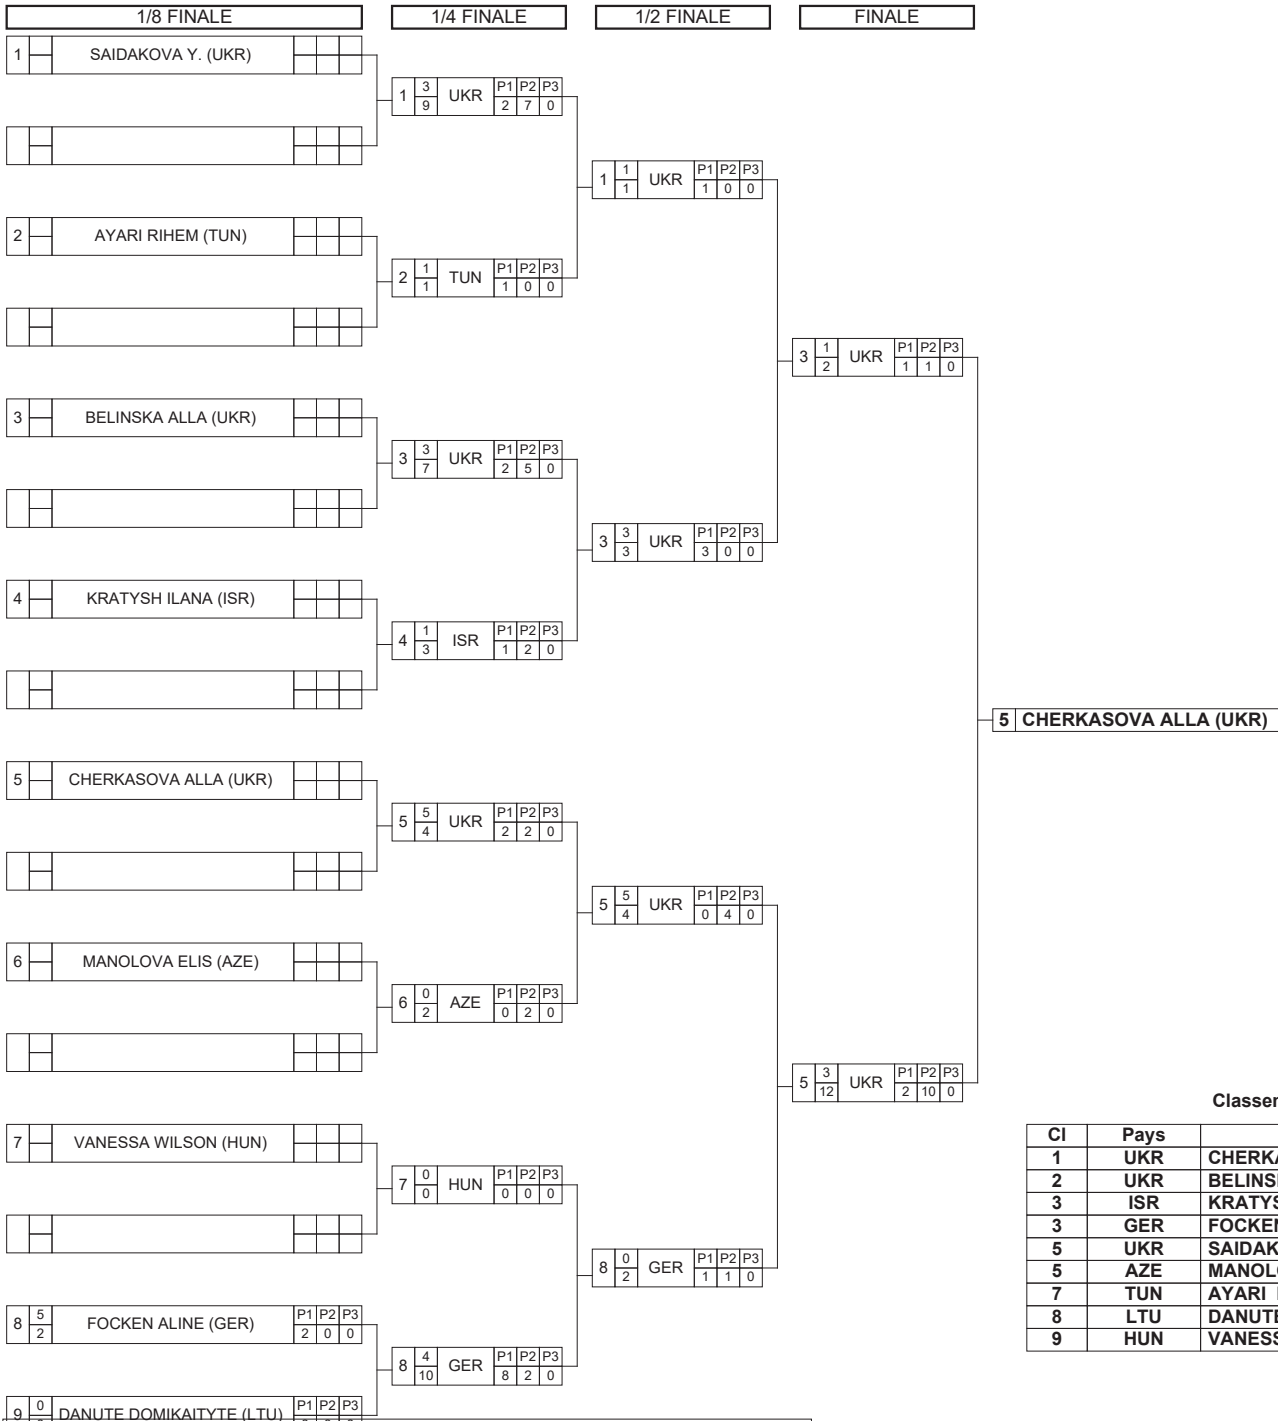 1/8 FINALE 1/4 FINALE 1/2 FINALE FINALE
1 SAIDAKOVA Y. (UKR)
1 3 9 UKR P1 P2 P3 2 7 0
1 1 1 UKR P1 P2 P3 1 0 0
2 AYARI RIHEM (TUN)
2 1 1 TUN P1 P2 P3 1 0 0
3 1 2 UKR P1 P2 P3 1 1 0
3 BELINSKA ALLA (UKR)
3 3 7 UKR P1 P2 P3 2 5 0
3 3 3 UKR P1 P2 P3 3 0 0
4 KRATYSH ILANA (ISR)
4 1 3 ISR P1 P2 P3 1 2 0
5 CHERKASOVA ALLA (UKR)
5 CHERKASOVA ALLA (UKR)
5 5 4 UKR P1 P2 P3 2 2 0
5 5 4 UKR P1 P2 P3 0 4 0
6 MANOLOVA ELIS (AZE)
6 0 2 AZE P1 P2 P3 0 2 0
5 3 12 UKR P1 P2 P3 2 10 0
7 VANESSA WILSON (HUN)
7 0 0 HUN P1 P2 P3 0 0 0
8 0 2 GER P1 P2 P3 1 1 0
8 5 2 FOCKEN ALINE (GER) P1 P2 P3 2 0 0
8 4 10 GER P1 P2 P3 8 2 0
9 0 DANUTE DOMIKAITYTE (LTU) P1 P2 P3
Cl Pays
1 UKR
2 UKR
3 ISR
3 GER
5 UKR
5 AZE
7 TUN AYARI
8 LTU DANUTE
9 HUN